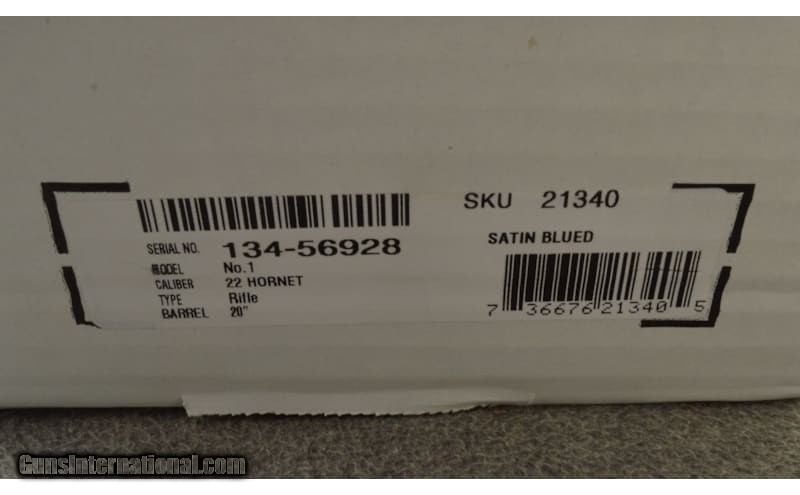 SKU 21340
SERIAL NO. 134-56928
SATIN BLUED
MODEL No.1
CALIBER 22 HORNET
TYPE Rifle
BARREL 20"
7 36676 21340 5
GunsInternational.com